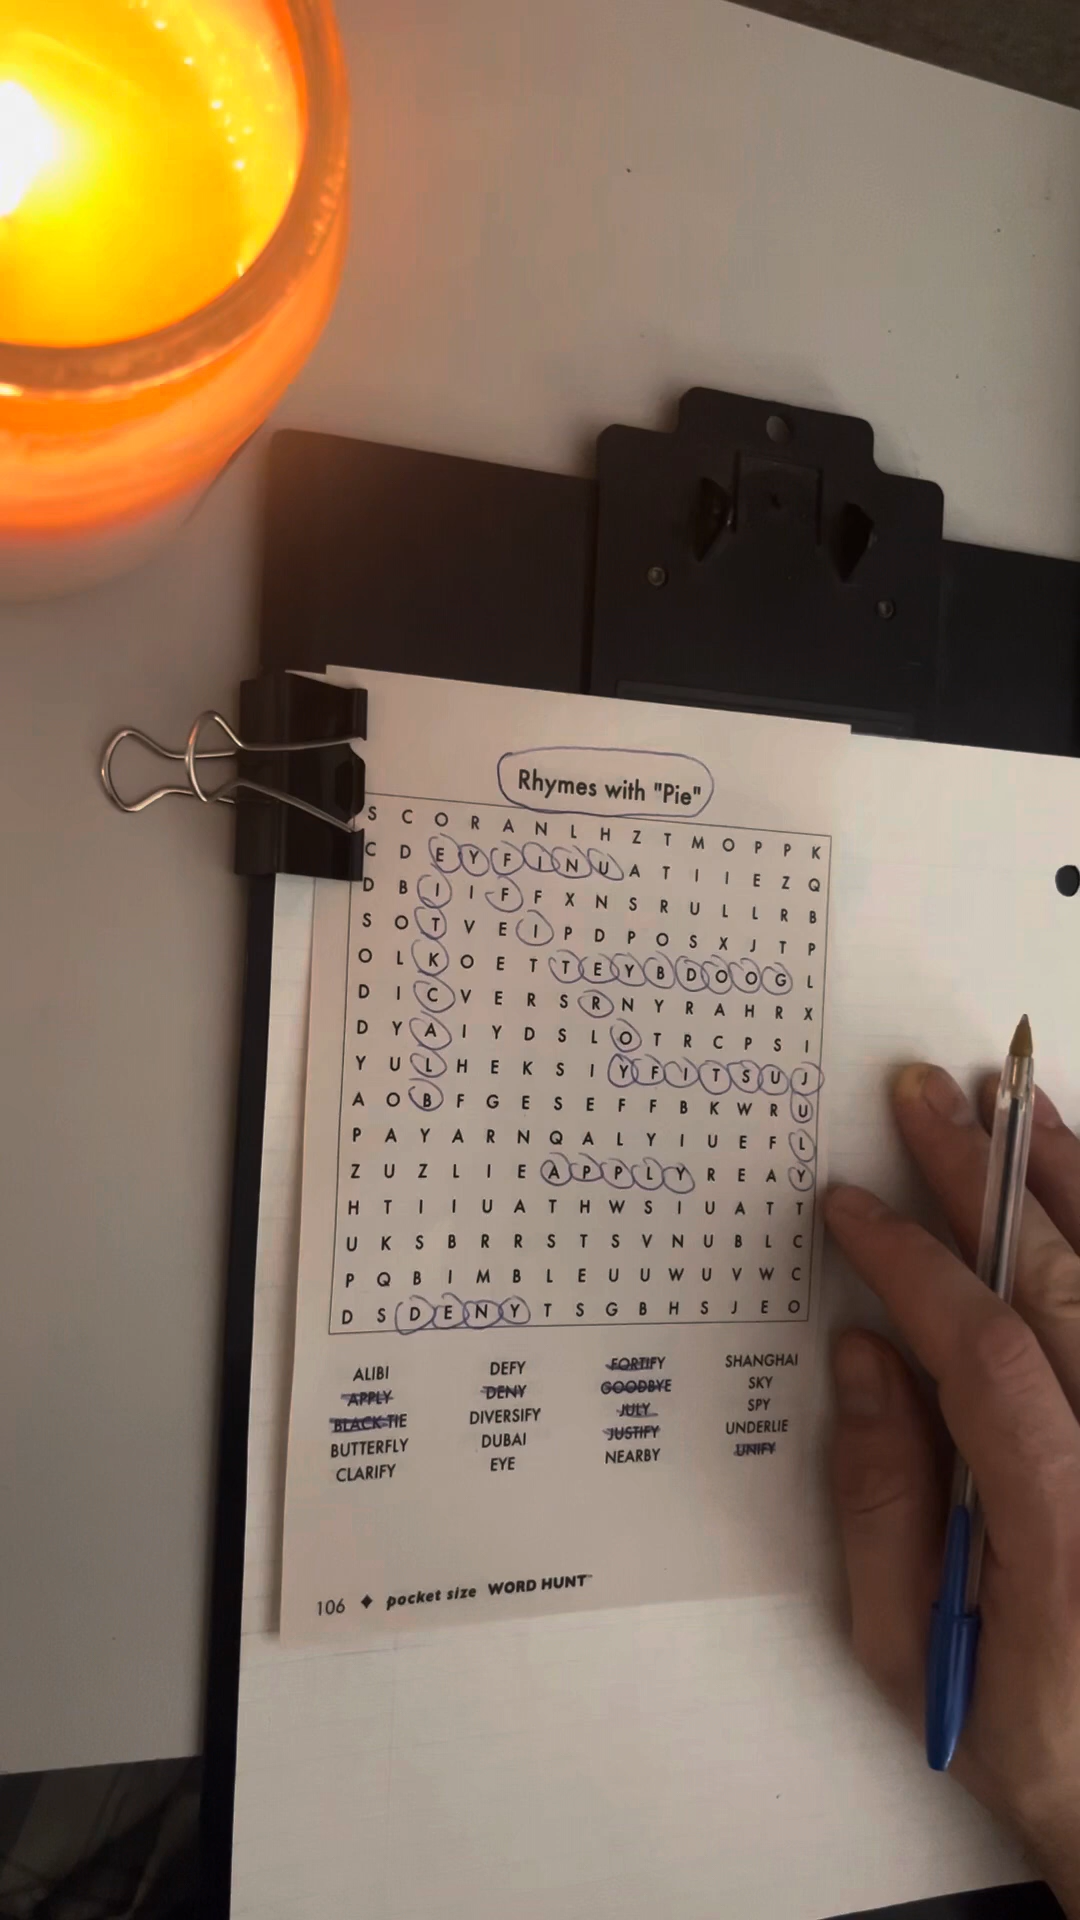 Rhymes with "Pie"
S C O R A N L H Z T M O P P K
C D E Y F I N U A T I I E Z Q
D B I I F F X N S R U L L R B
S O T V E I P D P O S X J T P
O L K O E T T E Y B D O O G L
D I C V E R S R N Y R A H R X
D Y A I Y D S L O T R C P S I
Y U L H E K S I Y F I T S U J
A O B F G E S E F F B K W R U
P A Y A R N Q A L Y I U E F L
Z U Z L I E A P P L Y R E A Y
H T I I U A T H W S I U A T T
U K S B R R S T S V N U B L C
P Q B I M B L E U U W U V W C
D S D E N Y T S G B H S J E O
ALIBI DEFY FORTIFY SHANGHAI
APPLY DENY GOODBYE SKY
BLACK-TIE DIVERSIFY JULY SPY
BUTTERFLY DUBAI JUSTIFY UNDERLIE
CLARIFY EYE NEARBY UNIFY
106 ♦ pocket size WORD HUNT™